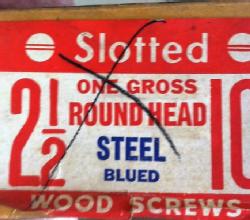 Slotted
ONE GROSS
2 1/2 ROUND HEAD 10
STEEL
BLUED
WOOD SCREWS